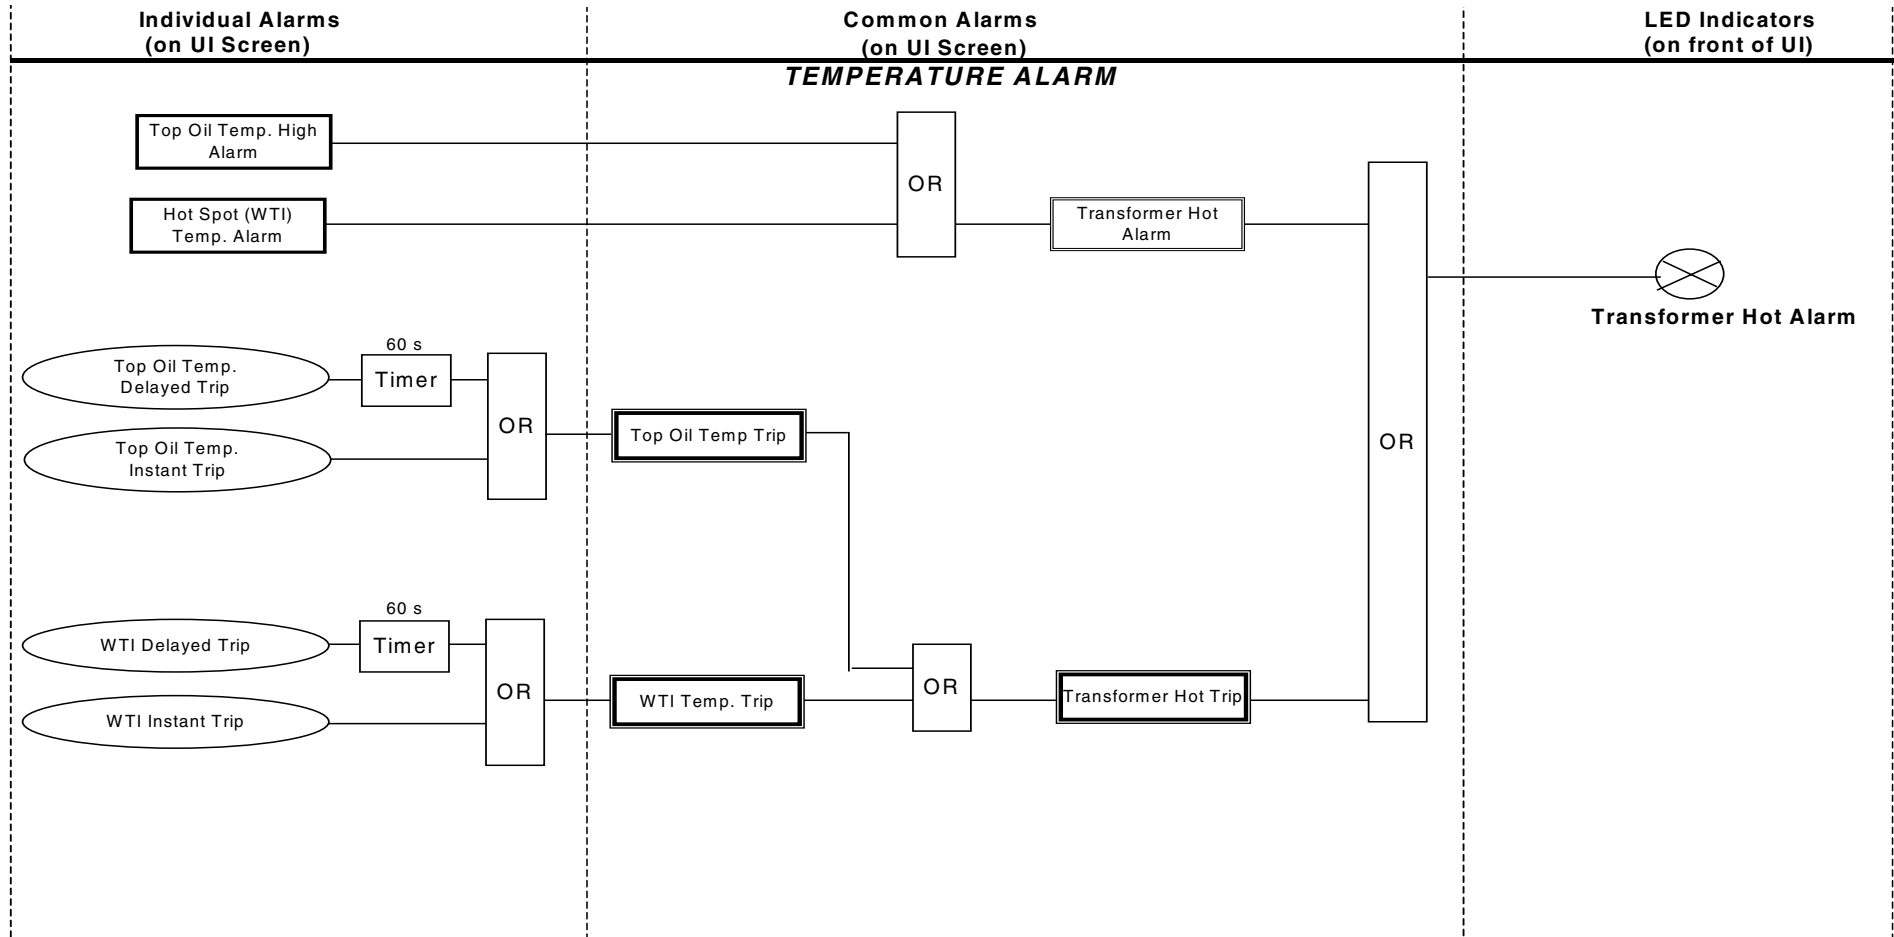 Individual Alarms
(on UI Screen)
Common Alarms
(on UI Screen)
LED Indicators
(on front of UI)
TEMPERATURE ALARM
Top Oil Temp. High
Alarm
OR
Hot Spot (WTI)
Temp. Alarm
Transformer Hot
Alarm
Transformer Hot Alarm
60 s
Top Oil Temp.
Delayed Trip
Timer
OR
Top Oil Temp Trip
OR
Top Oil Temp.
Instant Trip
60 s
WTI Delayed Trip
Timer
OR
WTI Temp. Trip
OR
Transformer Hot Trip
WTI Instant Trip